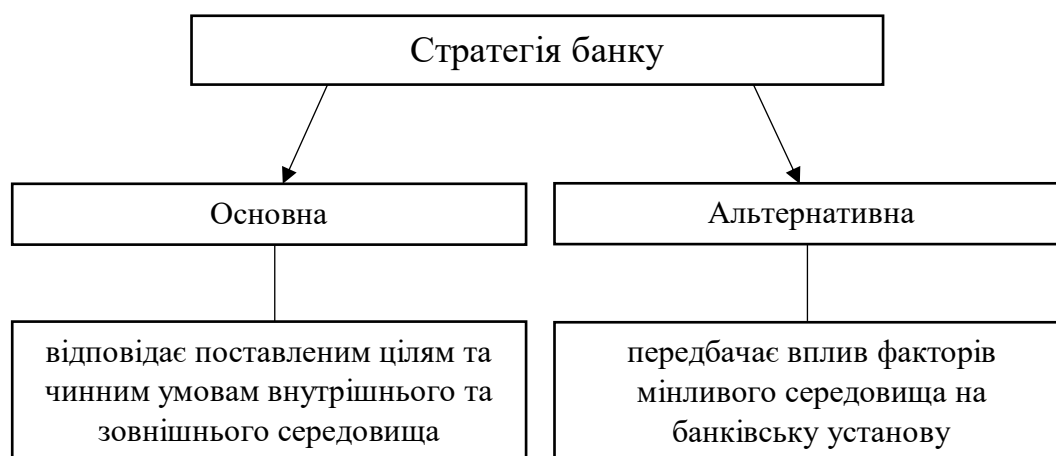 Стратегія банку
Основна
Альтернативна
відповідає поставленим цілям та
чинним умовам внутрішнього та
зовнішнього середовища
передбачає вплив факторів
мінливого середовища на
банківську установу